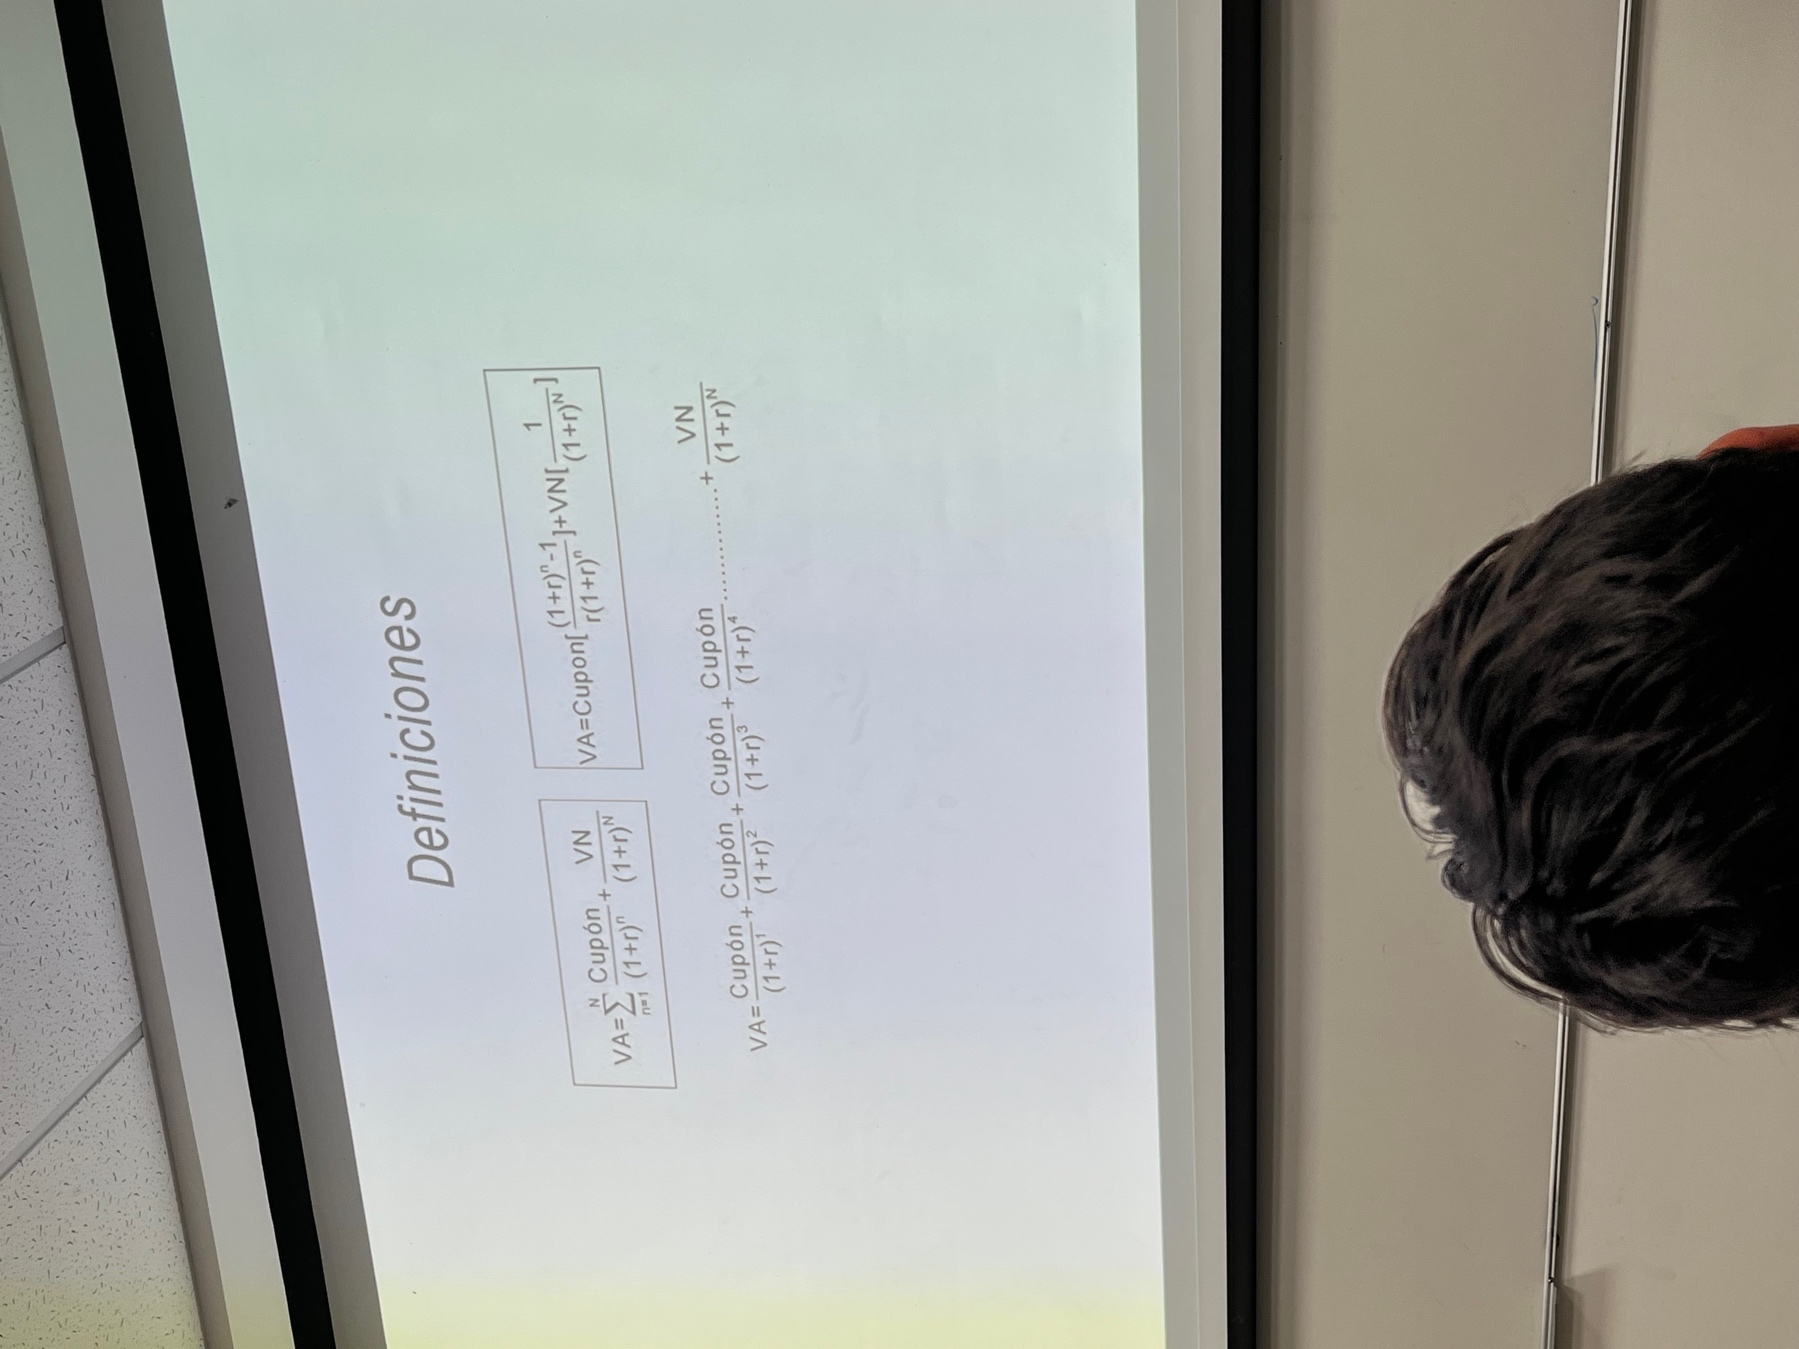 Definiciones
VA=∑ⁿ₌₁ᴺ Cupón/(1+r)ⁿ + VN/(1+r)ᴺ
VA=Cupon[(1+r)ⁿ-1/r(1+r)ⁿ]+VN[1/(1+r)ᴺ]
VA=Cupón/(1+r)¹ + Cupón/(1+r)² + Cupón/(1+r)³ + Cupón/(1+r)⁴............+ VN/(1+r)ᴺ